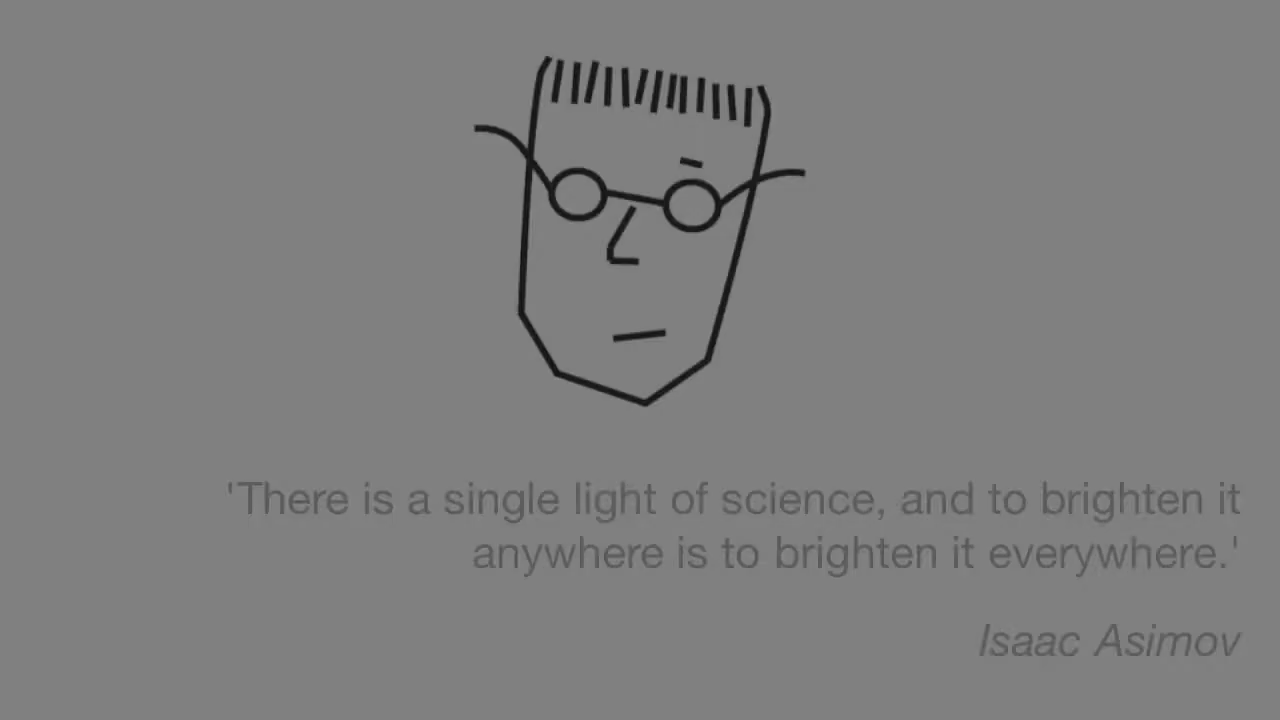 'There is a single light of science, and to brighten it
anywhere is to brighten it everywhere.'
Isaac Asimov